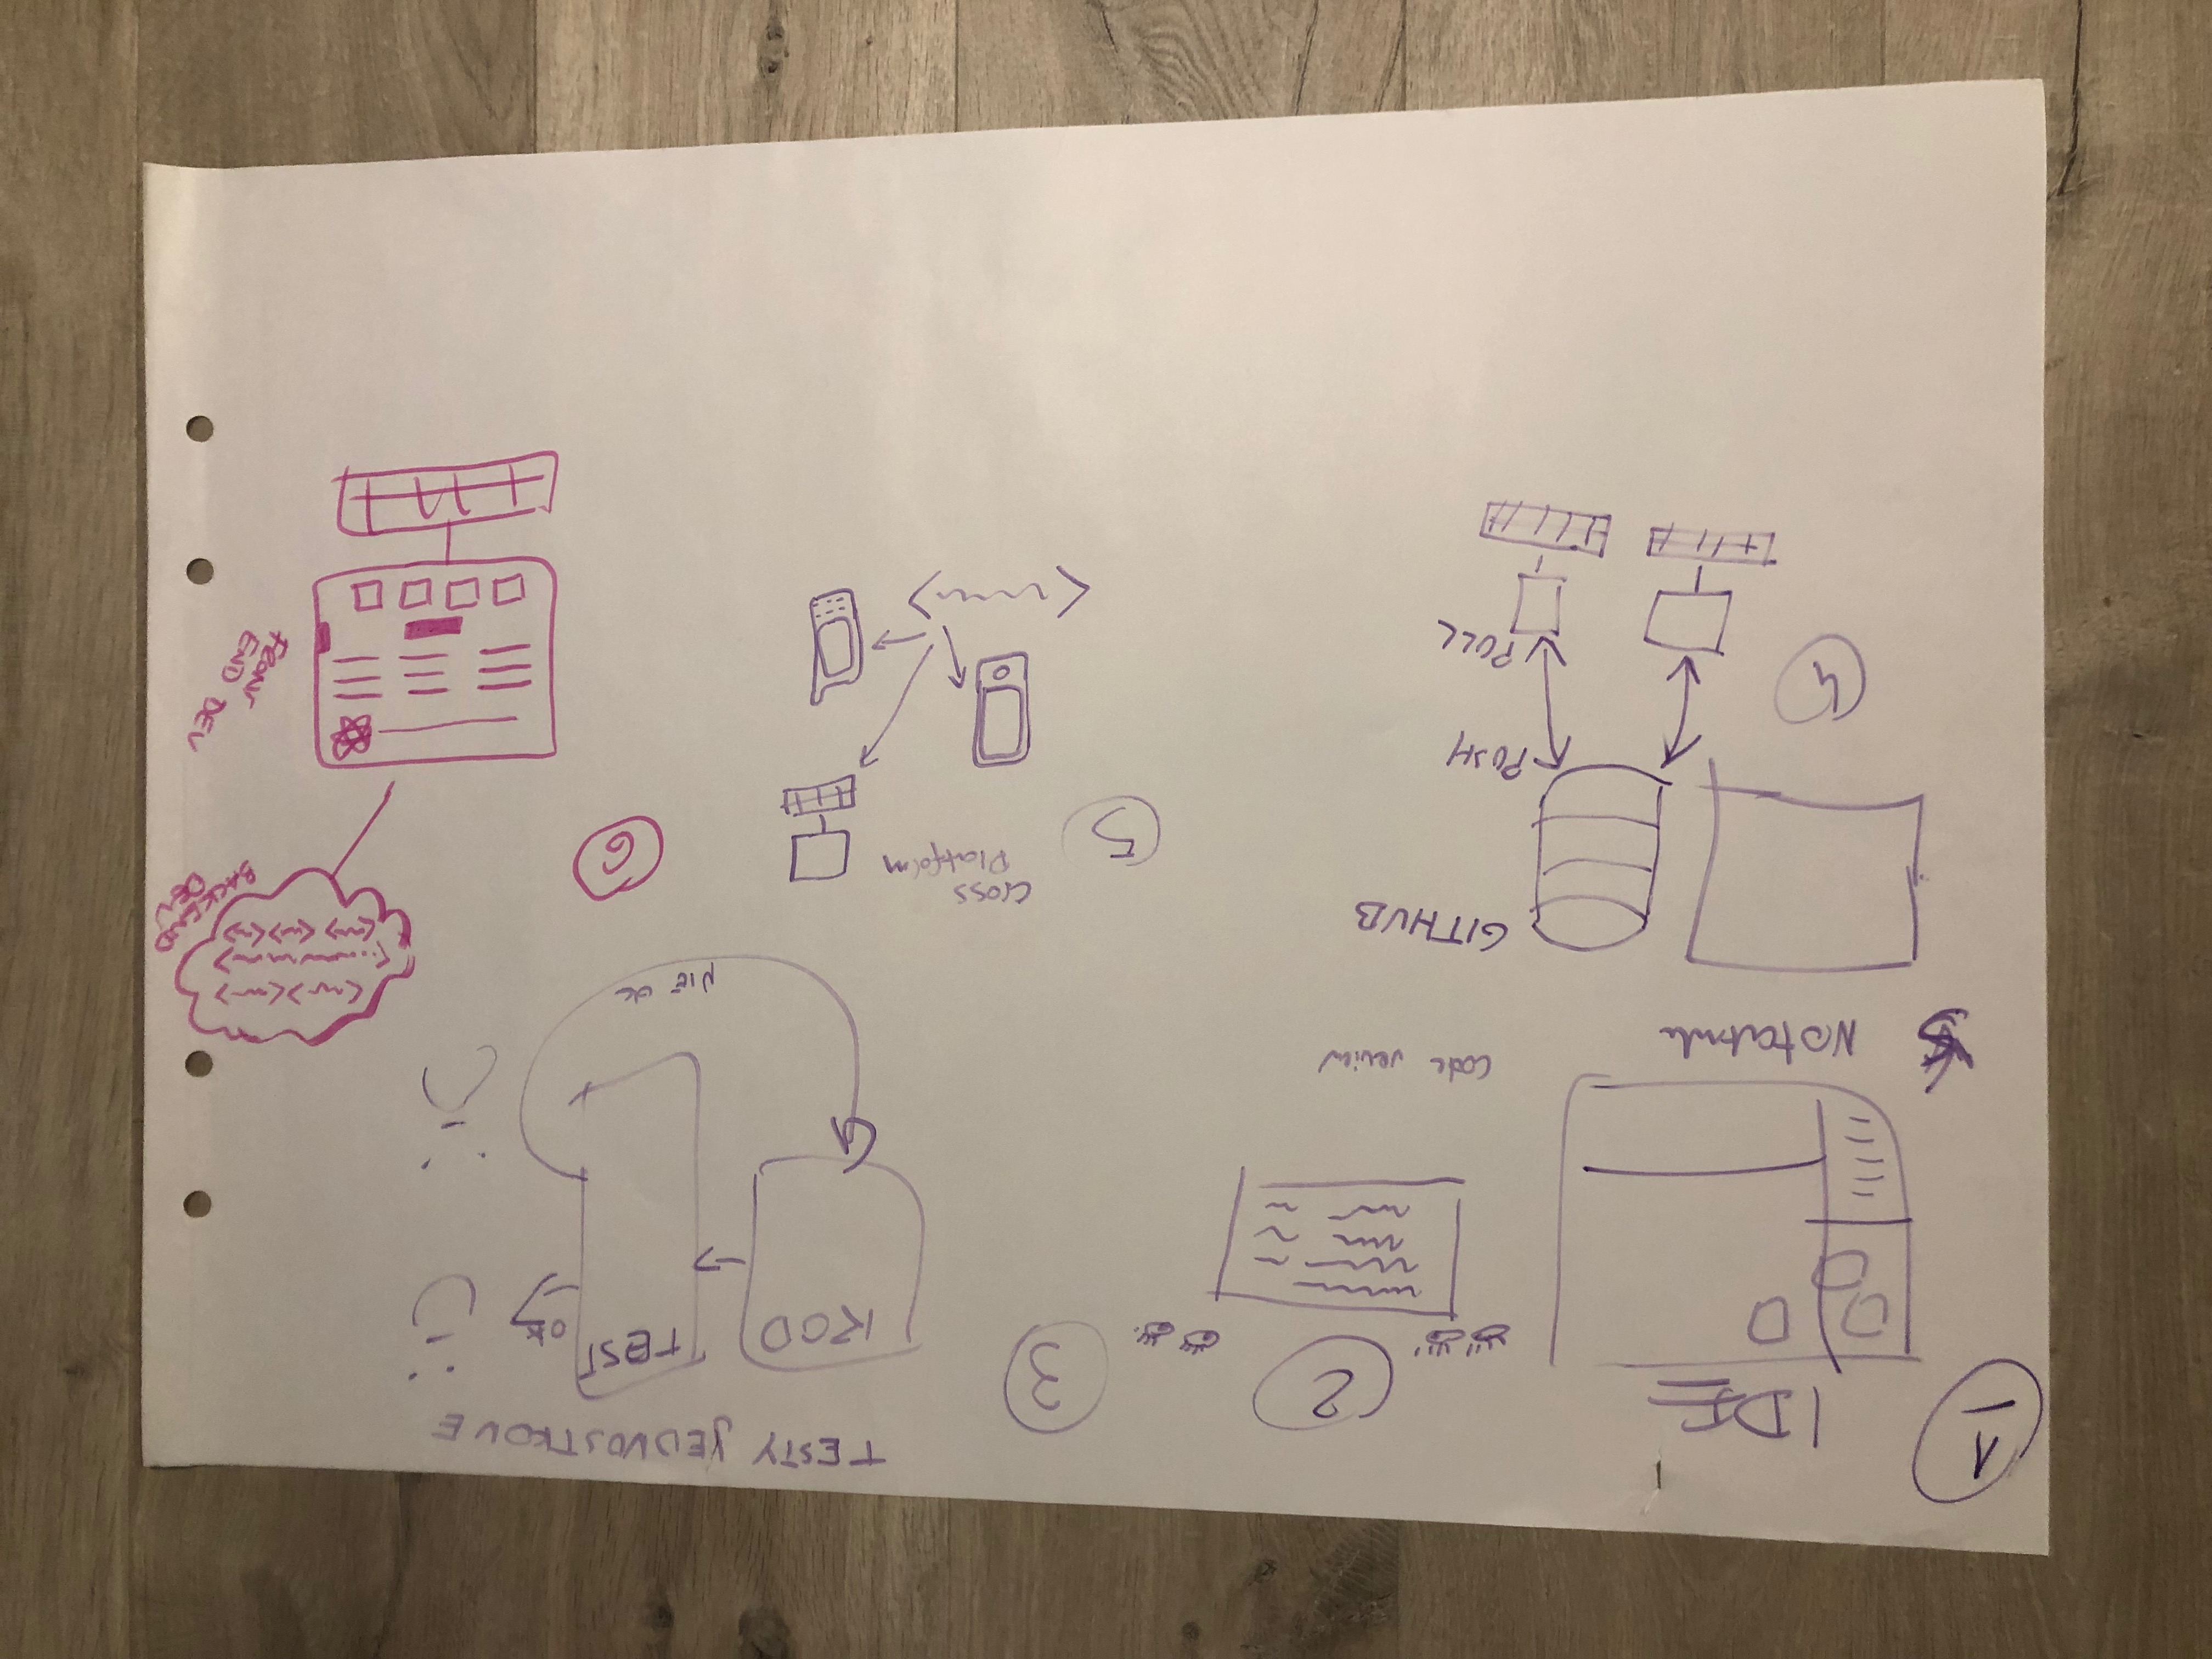 1
IDE
Notatnik
2
Code review
3
TESTY JEDNOSTKOWE
KOD
TEST
OK
NIE OK
4
GITHUB
PUSH
PULL
5
Cross
Platform
6
BACKEND
DEV
FRONT
END
DEV